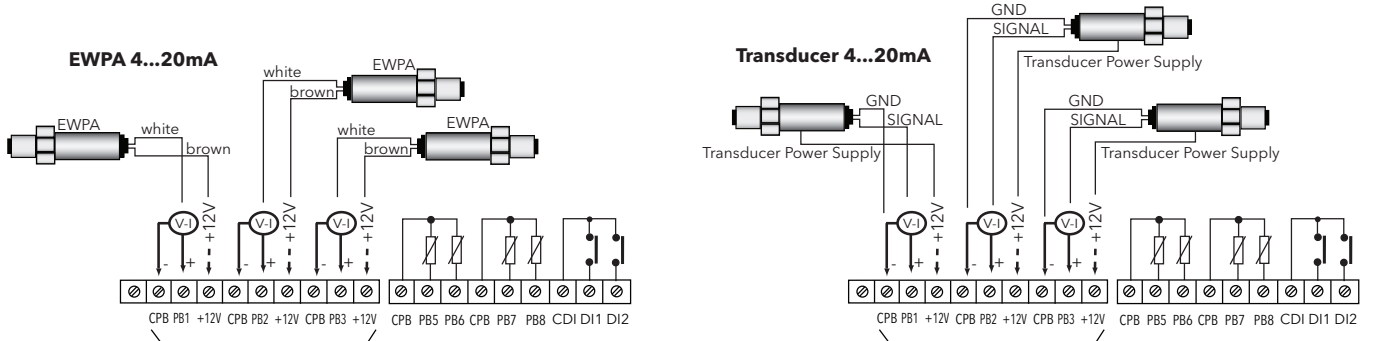 EWPA 4...20mA
EWPA
white
brown
EWPA
white
brown
EWPA
white
brown
V-I
+12V
V-I
+12V
V-I
+12V
- +
- +
- +
CPB PB1 +12V CPB PB2 +12V CPB PB3 +12V CPB PB5 PB6 CPB PB7 PB8 CDI DI1 DI2
Transducer 4...20mA
GND
SIGNAL
Transducer Power Supply
GND
SIGNAL
Transducer Power Supply
GND
SIGNAL
Transducer Power Supply
V-I
+12V
V-I
+12V
V-I
+12V
- +
- +
- +
CPB PB1 +12V CPB PB2 +12V CPB PB3 +12V CPB PB5 PB6 CPB PB7 PB8 CDI DI1 DI2